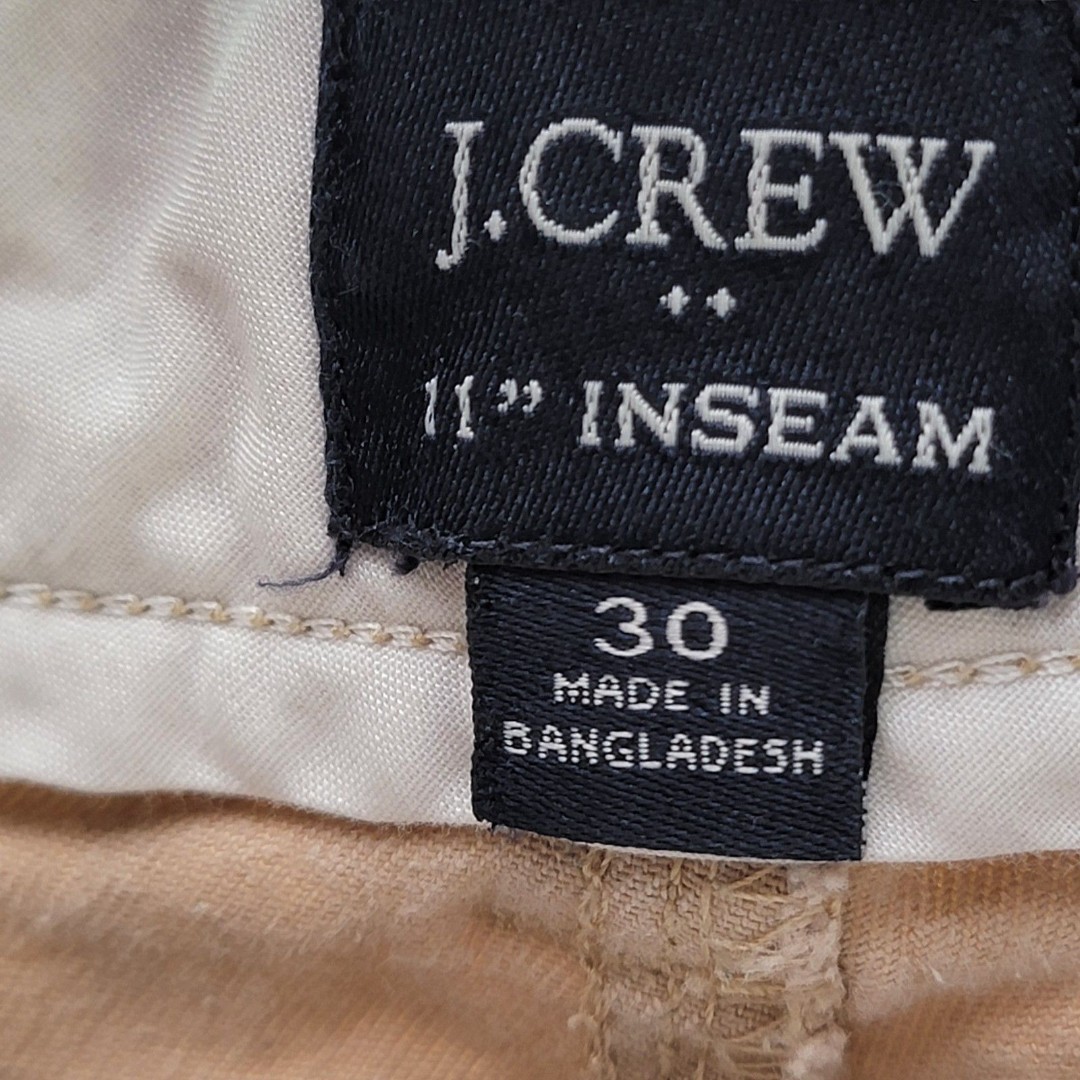 J.CREW
11” INSEAM
30
MADE IN
BANGLADESH